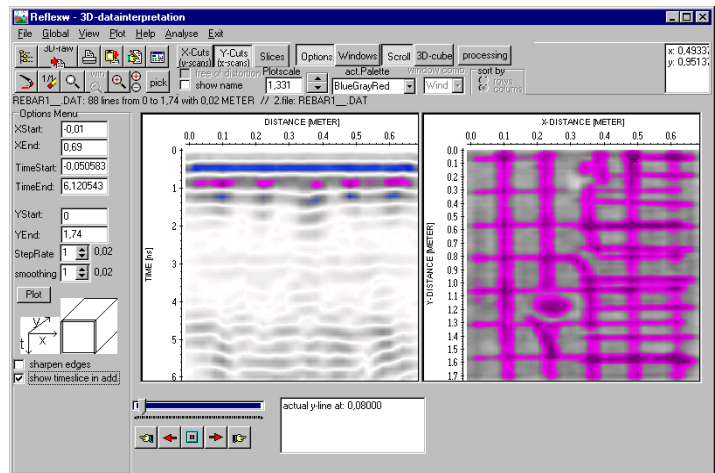 Reflexw - 3D-datainterpretation
File Global View Plot Help Analyse Exit
3D-raw X-Cuts (y-scans) Y-Cuts (x-scans) Slices Options Windows Scroll 3D-cube processing
x: 0,4933
y: 0,9513
pick free of distortion show name Plotscale 1,331 act.Palette BlueGrayRed window comp. Wind sort by rows colums
REBAR1__.DAT: 88 lines from 0 to 1,74 with 0,02 METER // 2.file: REBAR1__.DAT
Options Menu
XStart: -0,01
XEnd: 0,69
TimeStart: -0,050583
TimeEnd: 6,120543
YStart: 0
YEnd: 1,74
StepRate 1 0,02
smoothing 1 0,02
Plot
y
t x
sharpen edges
show timeslice in add.
DISTANCE [METER]
0.0 0.1 0.2 0.3 0.4 0.5 0.6
0
1
2
3
4
5
6
TIME [ns]
X-DISTANCE [METER]
0.0 0.1 0.2 0.3 0.4 0.5 0.6
0.0
0.1
0.2
0.3
0.4
0.5
0.6
0.7
0.8
0.9
1.0
1.1
1.2
1.3
1.4
1.5
1.6
1.7
Y-DISTANCE [METER]
actual y-line at: 0,08000